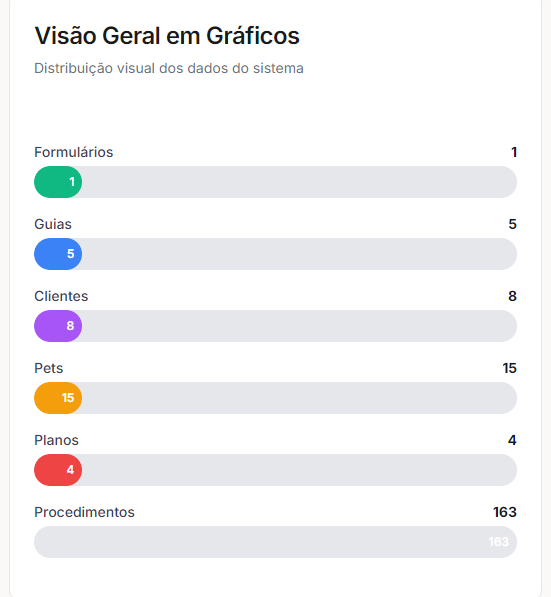 Visão Geral em Gráficos
Distribuição visual dos dados do sistema
Formulários 1
1
Guias 5
5
Clientes 8
8
Pets 15
15
Planos 4
4
Procedimentos 163
163